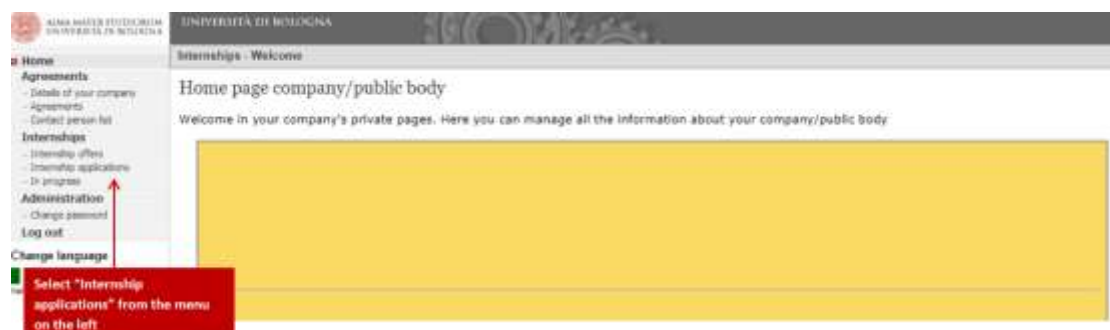 ALMA MATER STUDIORUM
UNIVERSITÀ DI BOLOGNA
UNIVERSITÀ DI BOLOGNA
Internships - Welcome
Home
Agreements
- Details of your company
- Agreements
- Contact person list
Internships
- Internship offers
- Internship applications
- In progress
Administration
- Change password
Log out
Change language
Home page company/public body
Welcome in your company's private pages. Here you can manage all the information about your company/public body
Select "Internship
applications" from the menu
on the left